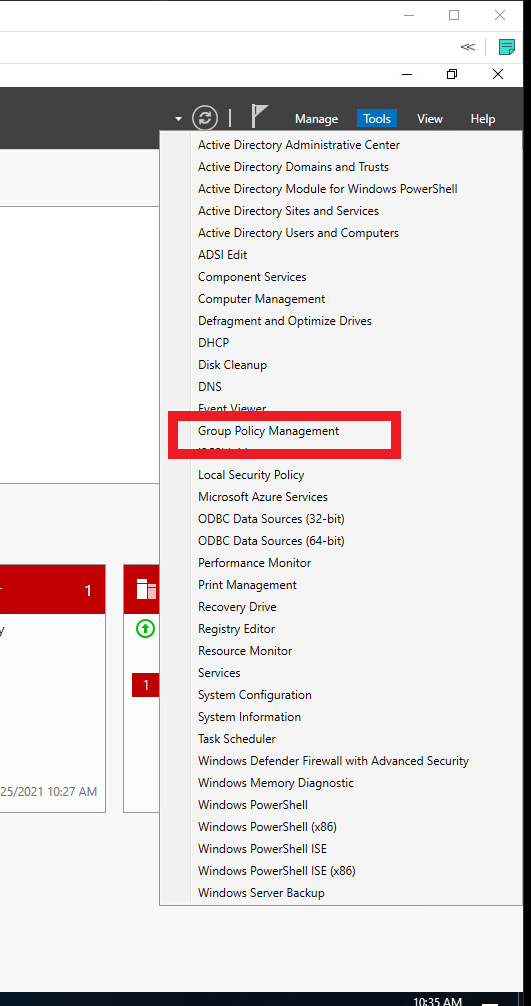 <<
Manage Tools View Help
Active Directory Administrative Center
Active Directory Domains and Trusts
Active Directory Module for Windows PowerShell
Active Directory Sites and Services
Active Directory Users and Computers
ADSI Edit
Component Services
Computer Management
Defragment and Optimize Drives
DHCP
Disk Cleanup
DNS
Event Viewer
Group Policy Management
Local Security Policy
Microsoft Azure Services
ODBC Data Sources (32-bit)
ODBC Data Sources (64-bit)
Performance Monitor
Print Management
Recovery Drive
Registry Editor
Resource Monitor
Services
System Configuration
System Information
Task Scheduler
Windows Defender Firewall with Advanced Security
Windows Memory Diagnostic
Windows PowerShell
Windows PowerShell (x86)
Windows PowerShell ISE
Windows PowerShell ISE (x86)
Windows Server Backup
1
y
1
25/2021 10:27 AM
10:35 AM